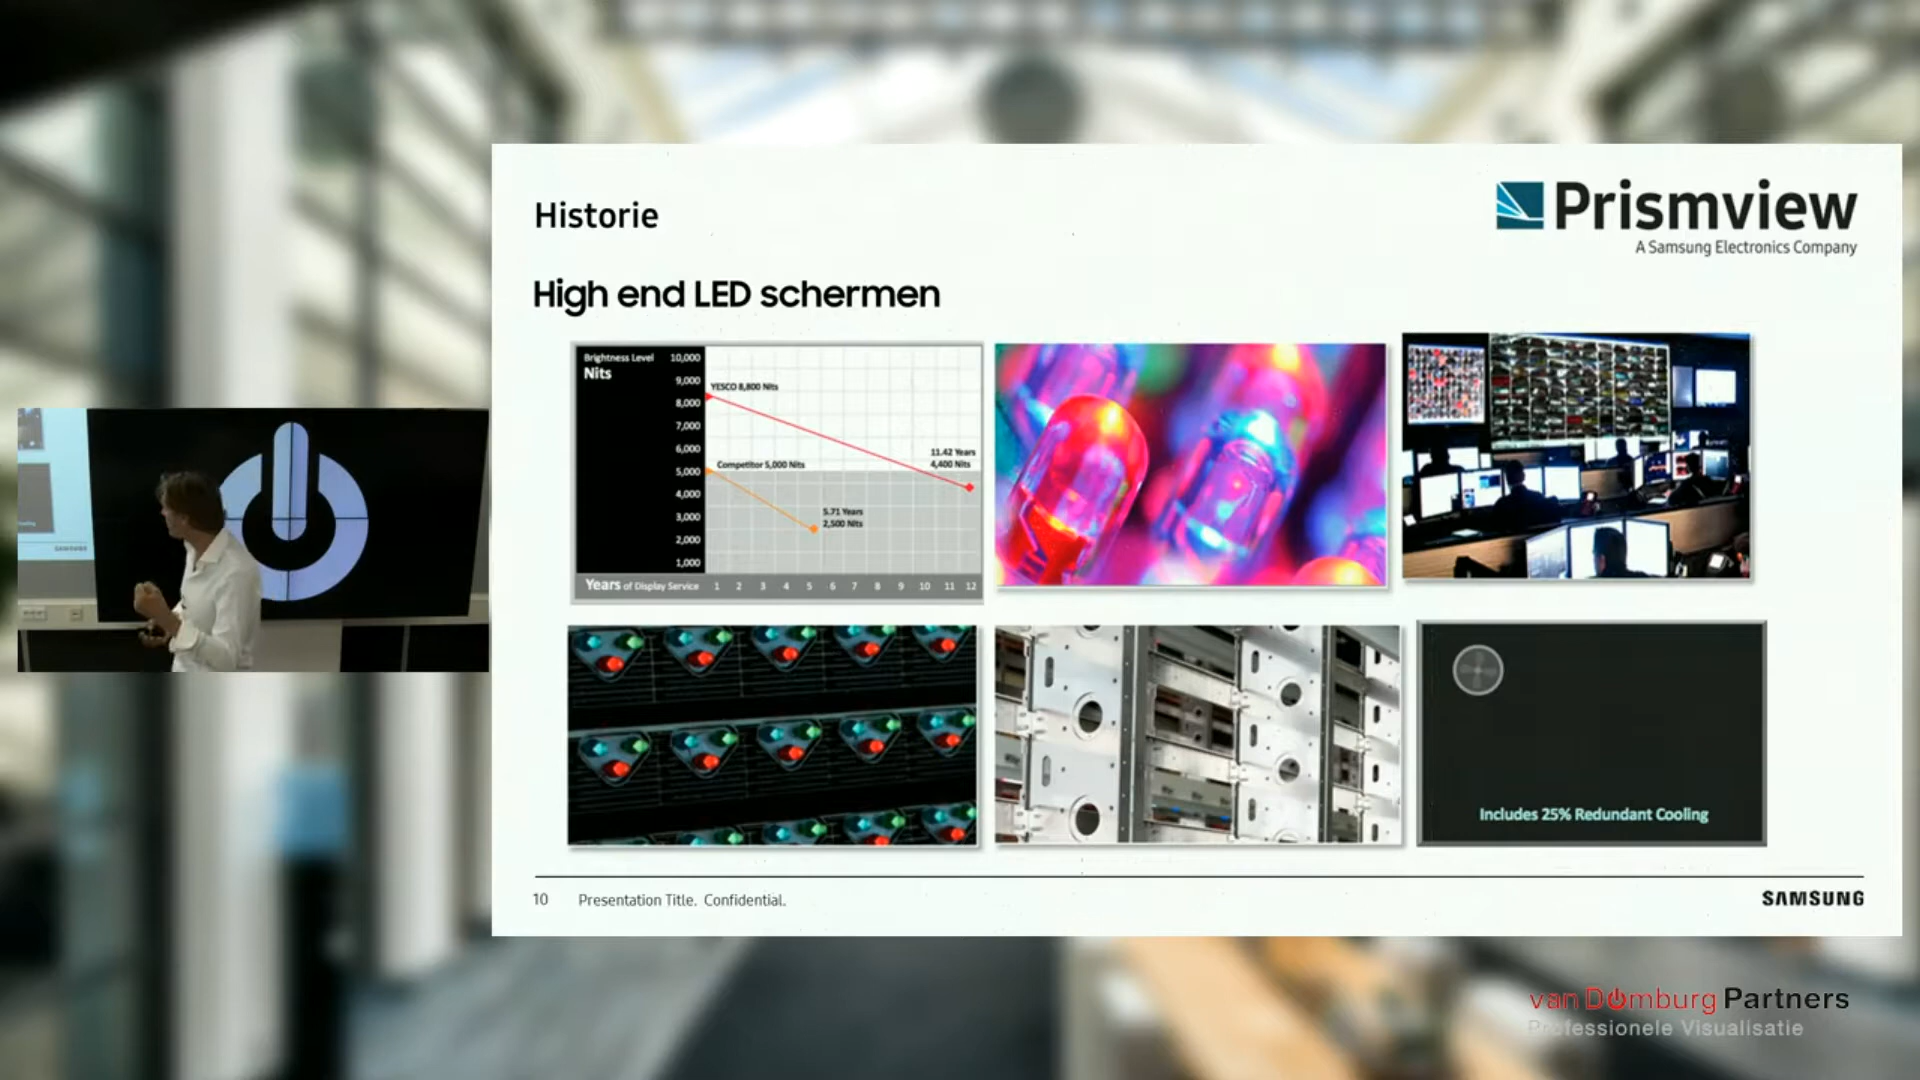 Historie
Prismview
A Samsung Electronics Company
High end LED schermen
Brightness Level
Nits
10,000
9,000
8,000
7,000
6,000
5,000
4,000
3,000
2,000
1,000
YESCO 8,800 Nits
11.42 Years
4,400 Nits
Competitor 5,000 Nits
5.71 Years
2,500 Nits
Years of Display Service 1 2 3 4 5 6 7 8 9 10 11 12
Includes 25% Redundant Cooling
SAMSUNG
10 Presentation Title. Confidential.
SAMSUNG
van Domburg Partners
Professionele Visualisatie